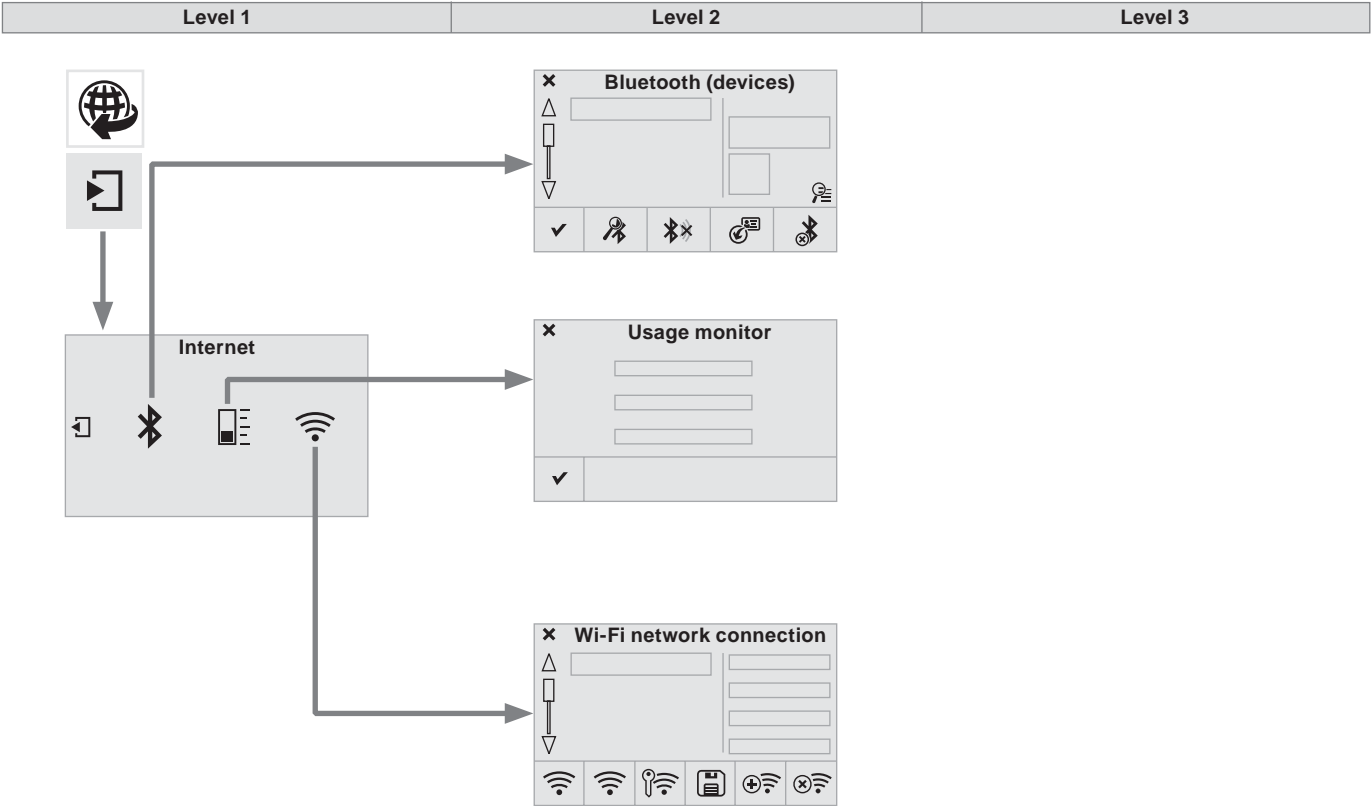 Level 1
Level 2
Level 3
Bluetooth (devices)
Internet
Usage monitor
Wi-Fi network connection